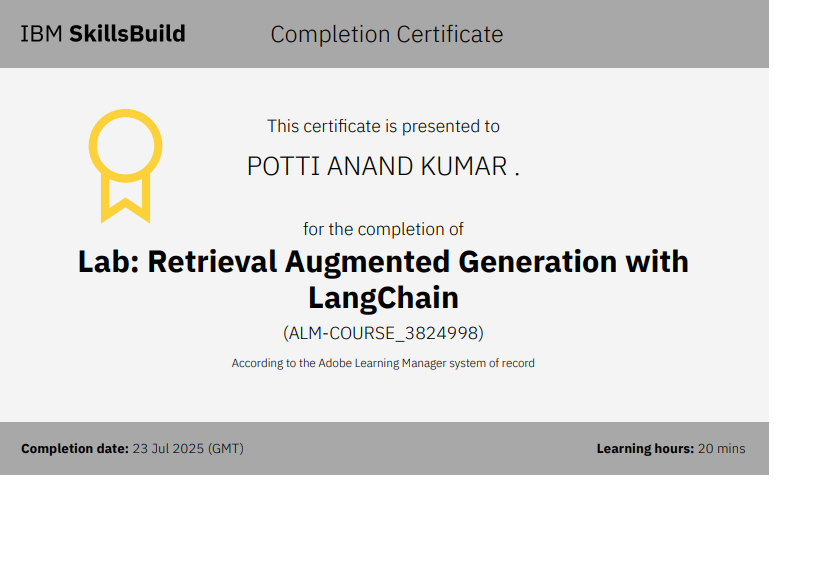 IBM SkillsBuild
Completion Certificate
This certificate is presented to
POTTI ANAND KUMAR .
for the completion of
Lab: Retrieval Augmented Generation with
LangChain
(ALM-COURSE_3824998)
According to the Adobe Learning Manager system of record
Completion date: 23 Jul 2025 (GMT)
Learning hours: 20 mins